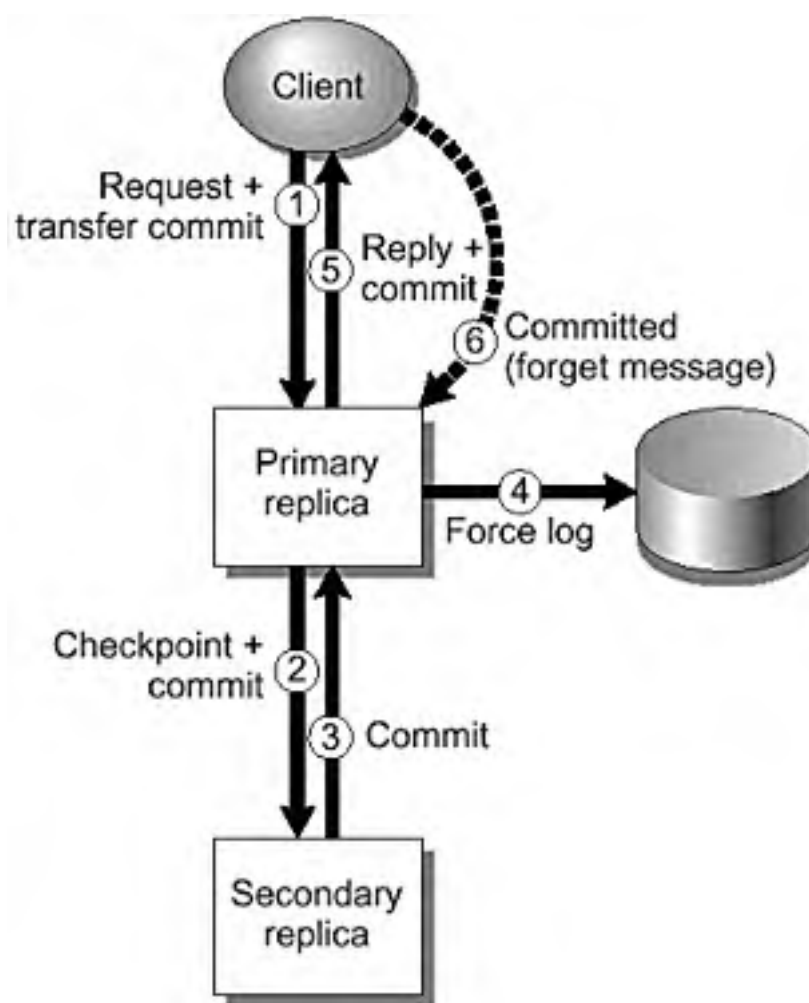 Client
Request +
transfer commit
1
5
Reply +
commit
6
Committed
(forget message)
Primary
replica
4
Force log
Checkpoint +
commit
2
3
Commit
Secondary
replica